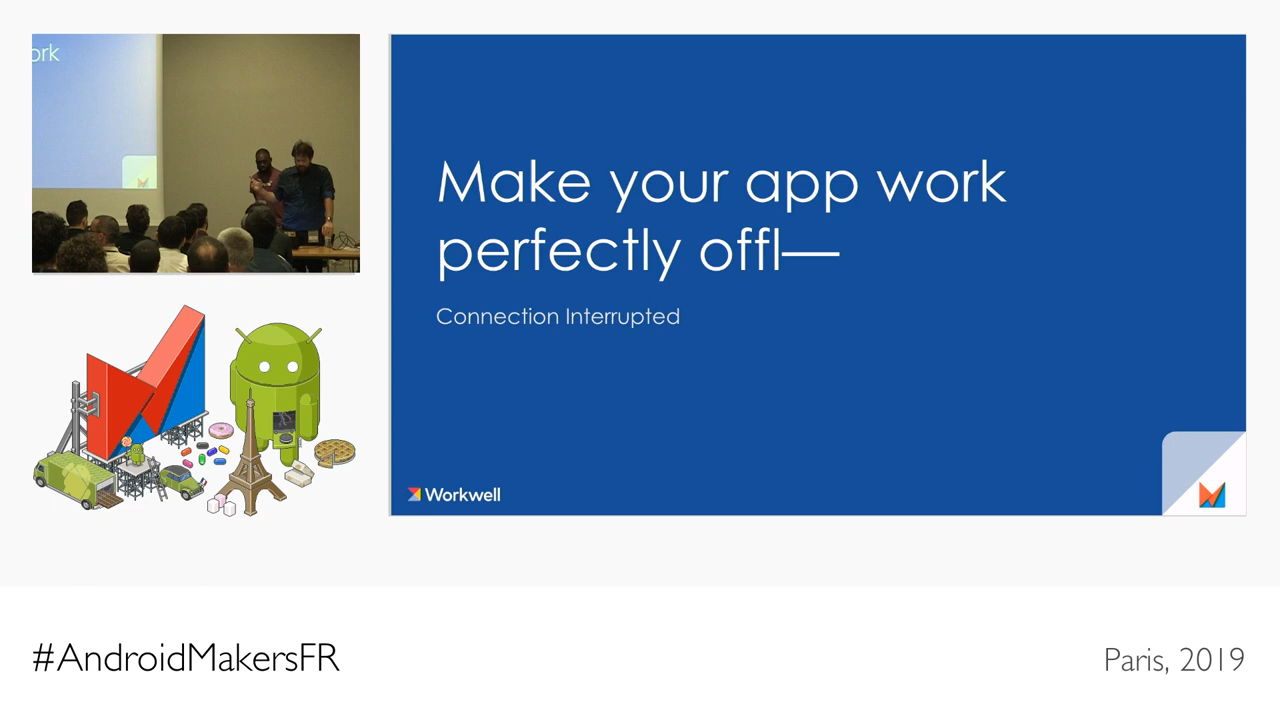 ork
Make your app work
perfectly offl—
Connection Interrupted
Workwell
#AndroidMakersFR
Paris, 2019